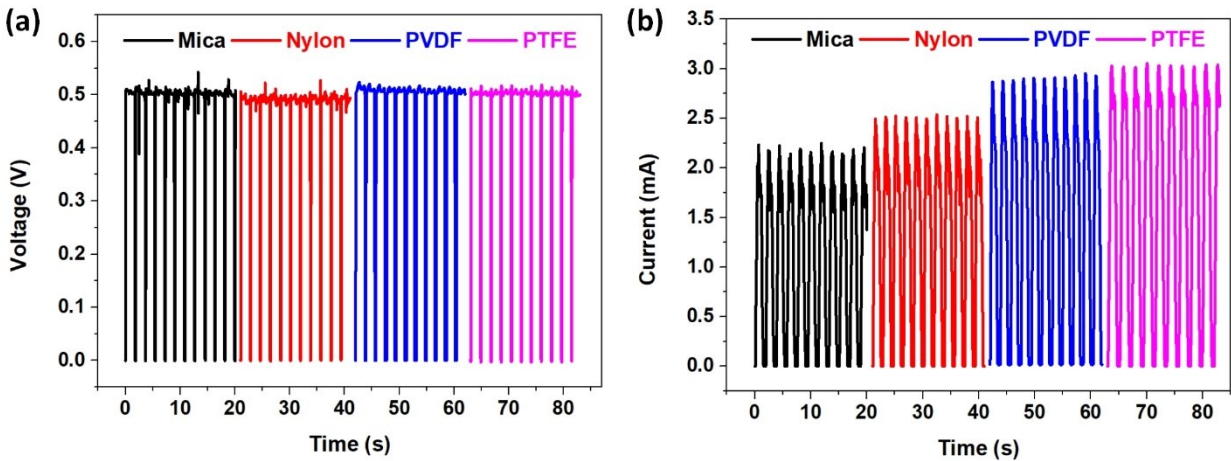 (a)
Mica Nylon PVDF PTFE
0.6
0.5
0.4
0.3
0.2
0.1
0.0
Voltage (V)
0 10 20 30 40 50 60 70 80
Time (s)
(b)
Mica Nylon PVDF PTFE
3.5
3.0
2.5
2.0
1.5
1.0
0.5
0.0
Current (mA)
0 10 20 30 40 50 60 70 80
Time (s)